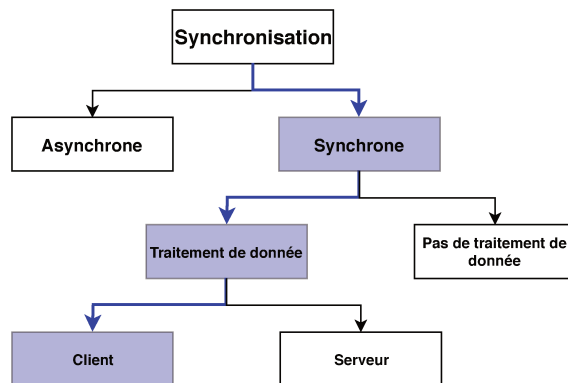 Synchronisation
Asynchrone
Synchrone
Traitement de donnée
Pas de traitement de
donnée
Client
Serveur